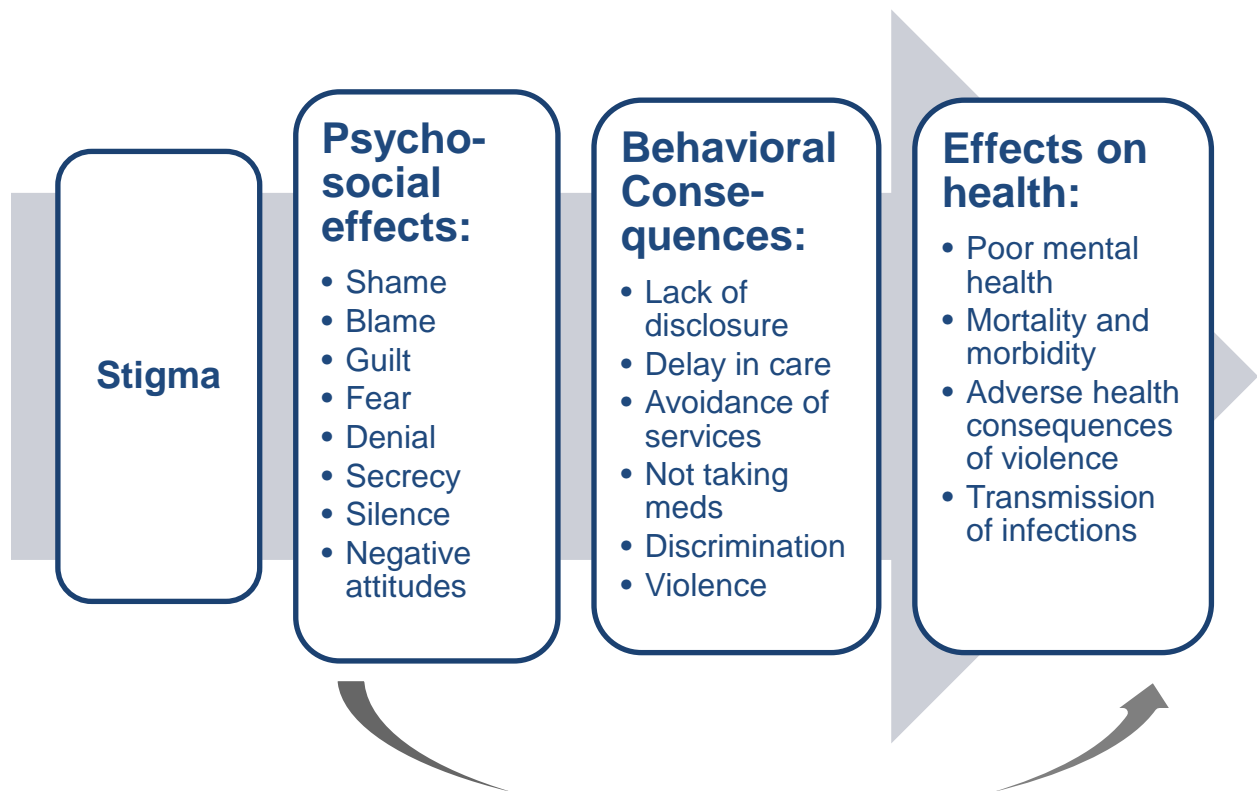 Stigma
Psycho-
social
effects:
• Shame
• Blame
• Guilt
• Fear
• Denial
• Secrecy
• Silence
• Negative
attitudes
Behavioral
Conse-
quences:
• Lack of
disclosure
• Delay in care
• Avoidance of
services
• Not taking
meds
• Discrimination
• Violence
Effects on
health:
• Poor mental
health
• Mortality and
morbidity
• Adverse health
consequences
of violence
• Transmission
of infections